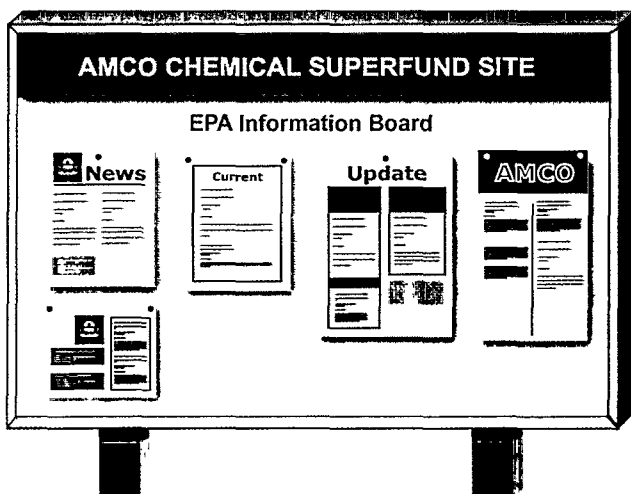 AMCO CHEMICAL SUPERFUND SITE
EPA Information Board
News
Current
Update
AMCO